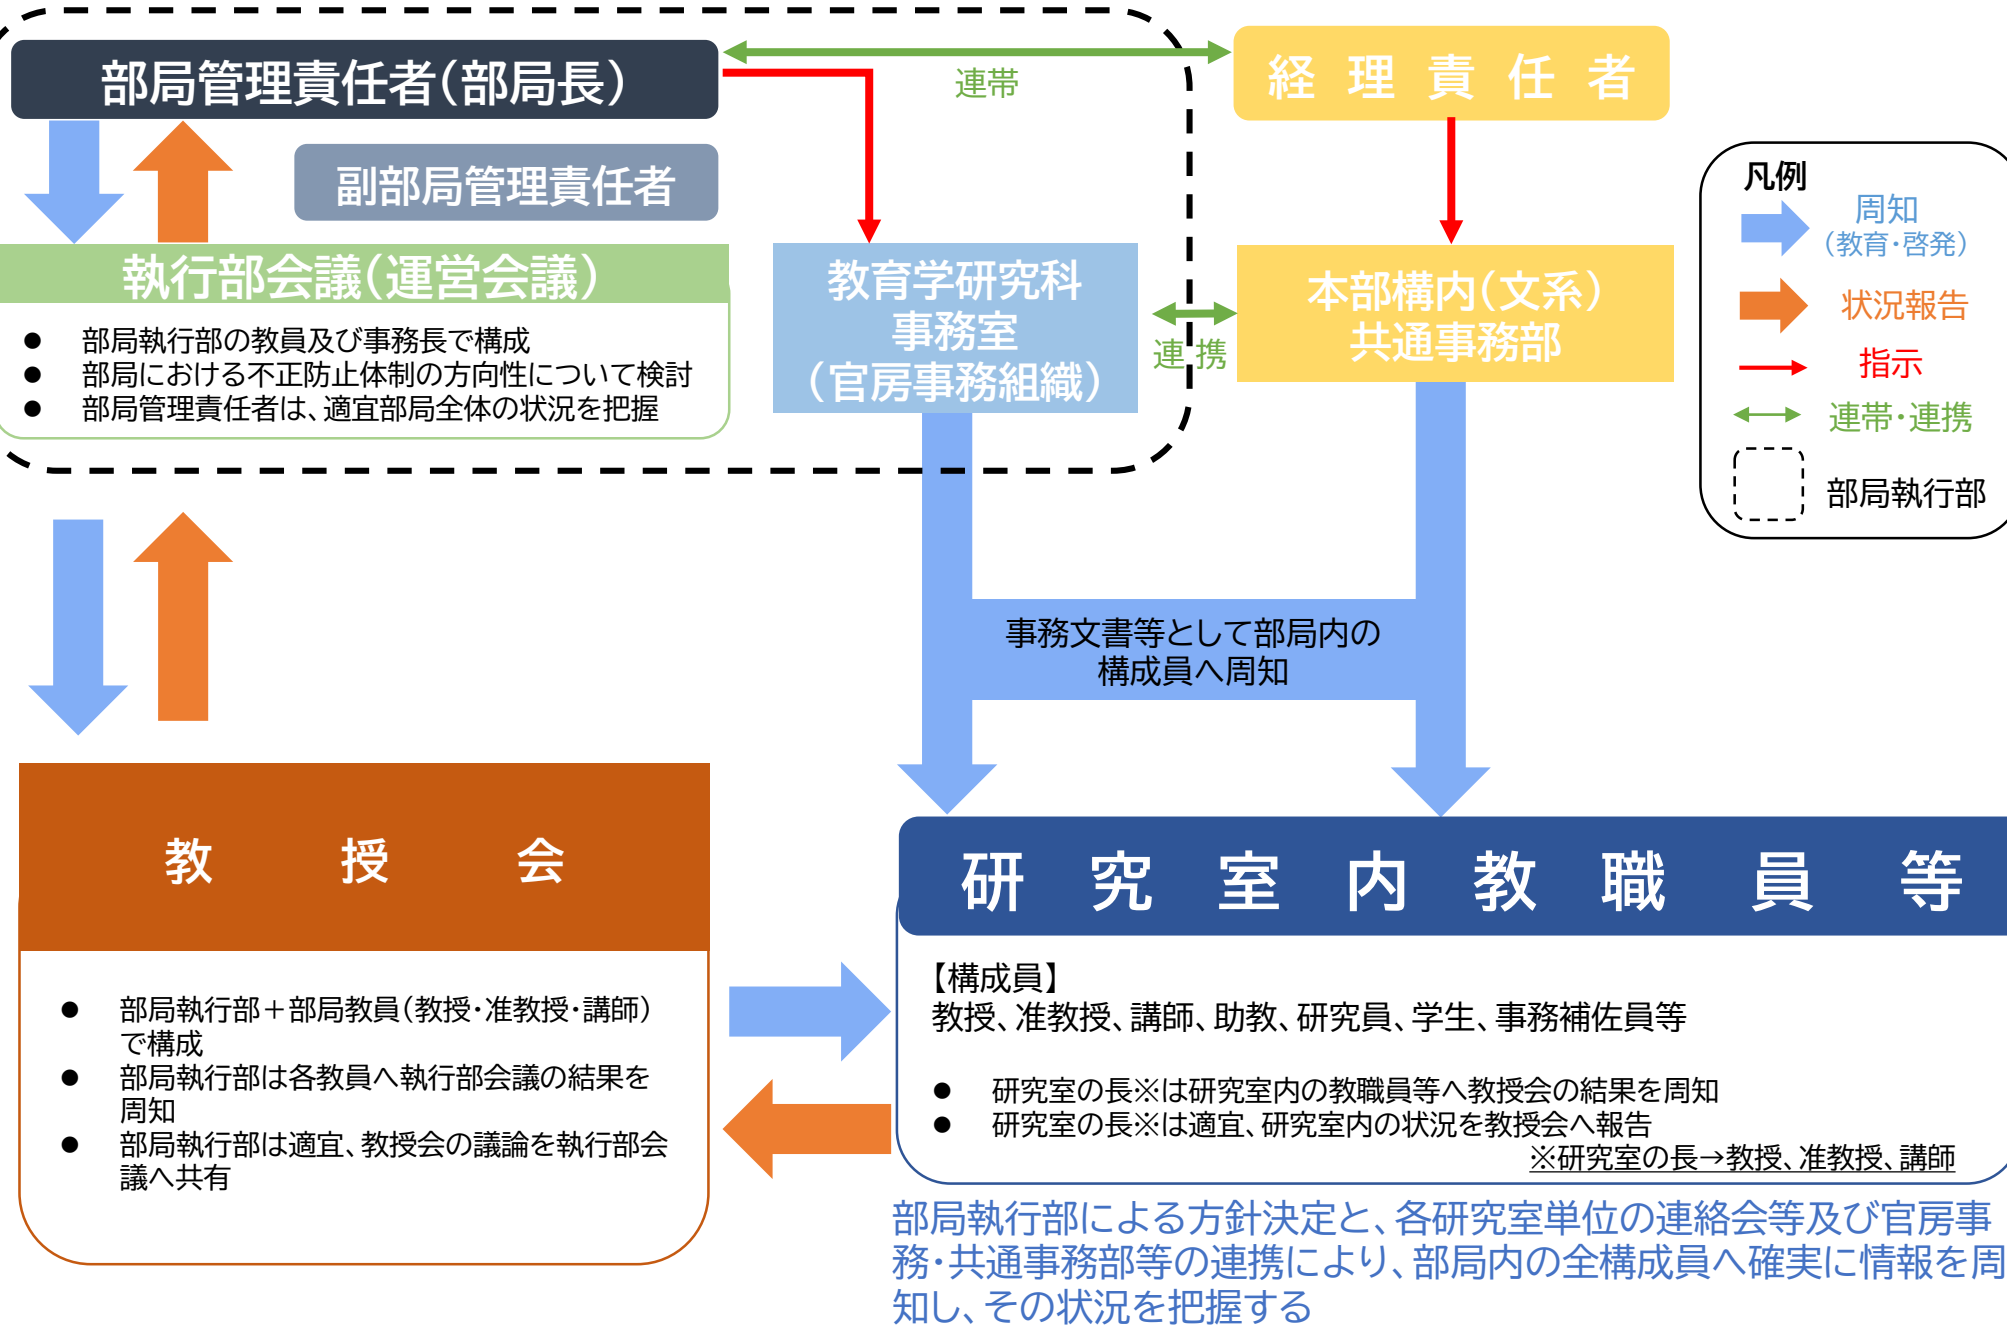 部局管理責任者（部局長）
連帯
経理責任者
副部局管理責任者
執行部会議（運営会議）
● 部局執行部の教員及び事務長で構成
● 部局における不正防止体制の方向性について検討
● 部局管理責任者は、適宜部局全体の状況を把握
教育学研究科
事務室
（官房事務組織）
連携
本部構内（文系）
共通事務部
凡例
周知
（教育・啓発）
状況報告
指示
連帯・連携
部局執行部
事務文書等として部局内の
構成員へ周知
教授会
● 部局執行部＋部局教員（教授・准教授・講師）
で構成
● 部局執行部は各教員へ執行部会議の結果を
周知
● 部局執行部は適宜、教授会の議論を執行部会
議へ共有
研究室内教職員等
【構成員】
教授、准教授、講師、助教、研究員、学生、事務補佐員等
● 研究室の長※は研究室内の教職員等へ教授会の結果を周知
● 研究室の長※は適宜、研究室内の状況を教授会へ報告
※研究室の長→教授、准教授、講師
部局執行部による方針決定と、各研究室単位の連絡会等及び官房事
務・共通事務部等の連携により、部局内の全構成員へ確実に情報を周
知し、その状況を把握する